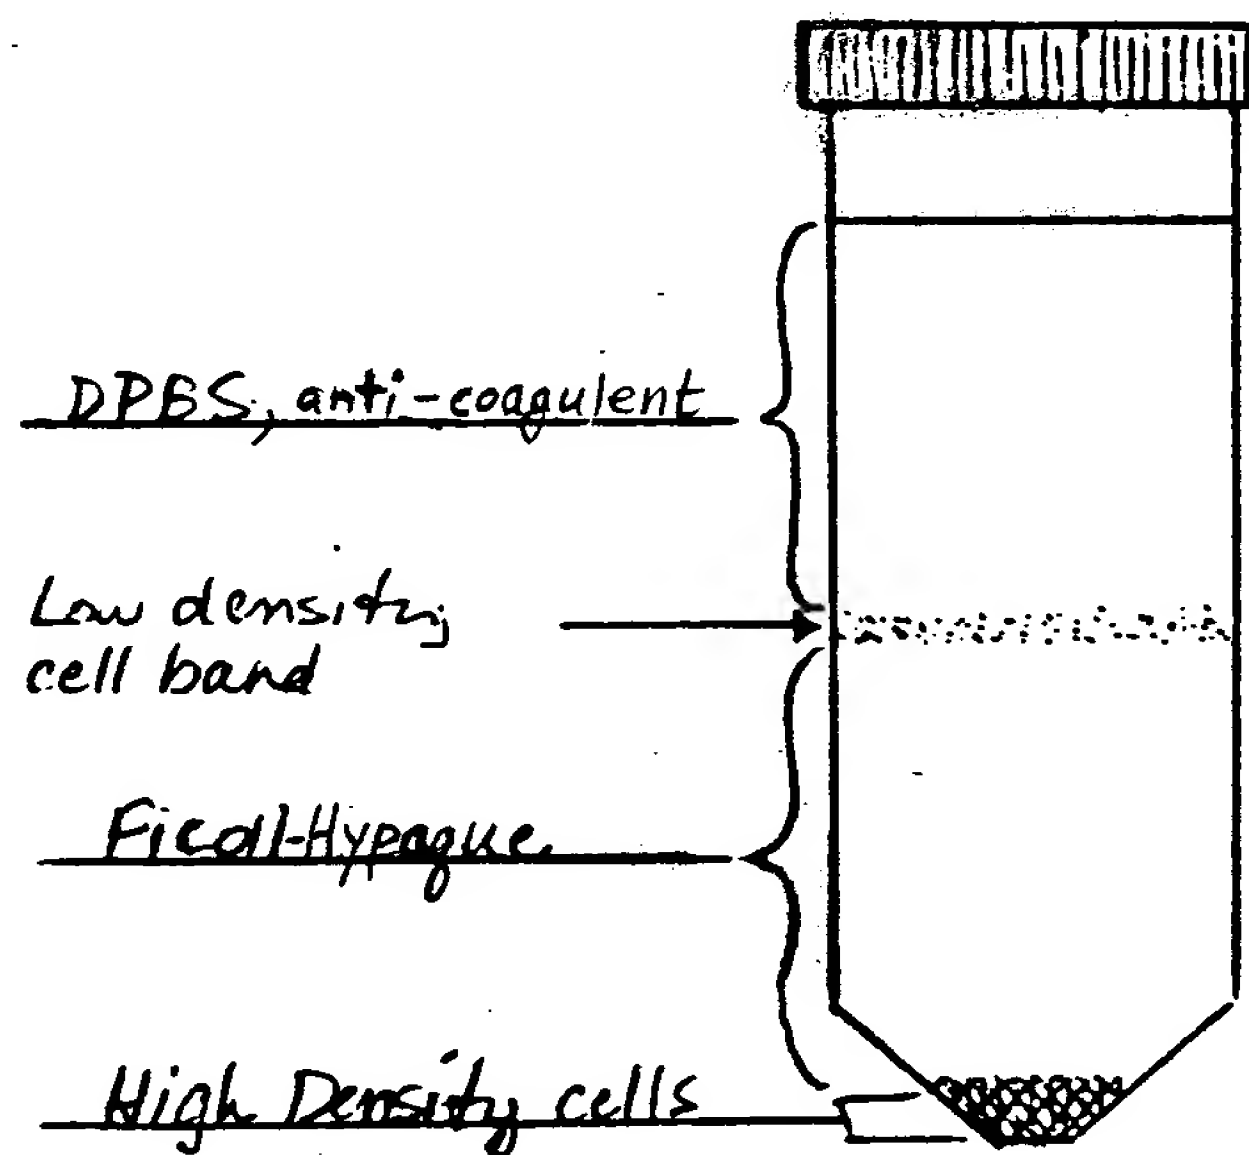 DPBS, anti-coagulent
Low density
cell band
Ficoll-Hypaque
High Density cells